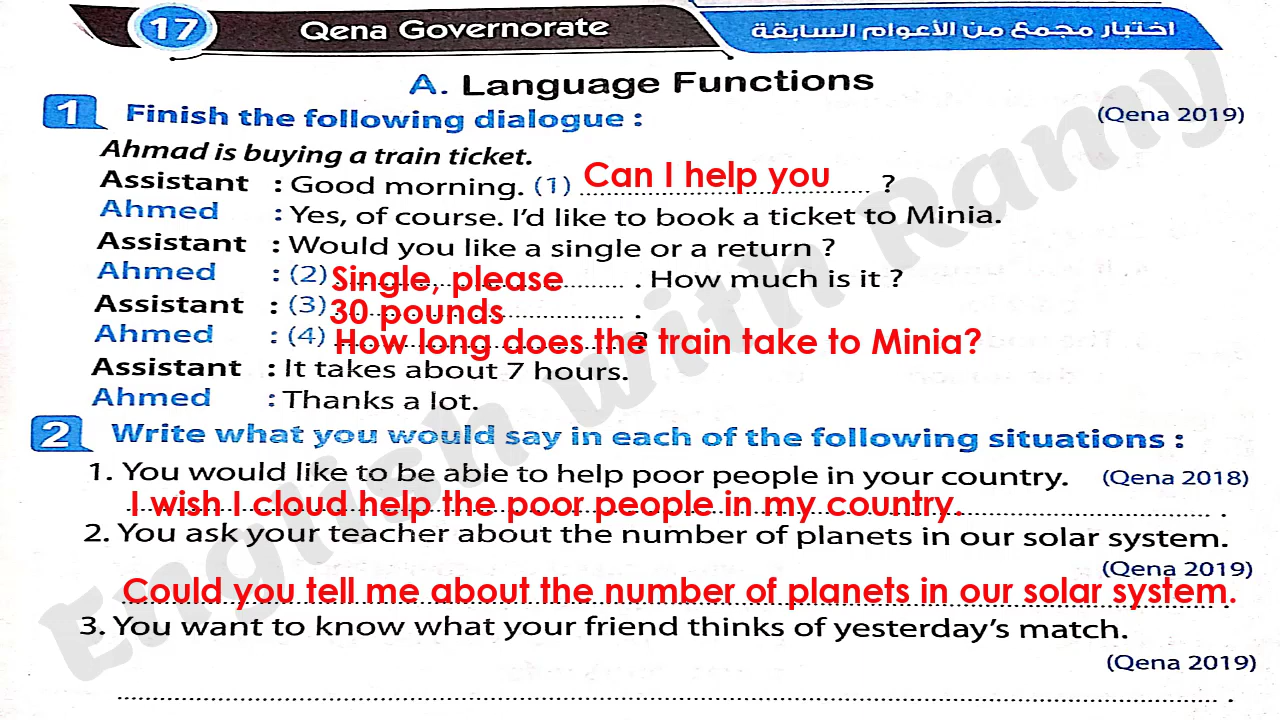 17 Qena Governorate اختبار مجمع من الأعوام السابقة
A. Language Functions
1 Finish the following dialogue : (Qena 2019)
Ahmad is buying a train ticket.
Assistant : Good morning. (1) Can I help you ?
Ahmed : Yes, of course. I'd like to book a ticket to Minia.
Assistant : Would you like a single or a return ?
Ahmed : (2) Single, please . How much is it ?
Assistant : (3) 30 pounds .
Ahmed : (4) How long does the train take to Minia? ?
Assistant : It takes about 7 hours.
Ahmed : Thanks a lot.
2 Write what you would say in each of the following situations :
1. You would like to be able to help poor people in your country. (Qena 2018)
I wish I cloud help the poor people in my country. .
2. You ask your teacher about the number of planets in our solar system.
(Qena 2019)
Could you tell me about the number of planets in our solar system. .
3. You want to know what your friend thinks of yesterday's match.
(Qena 2019)
.
English with Ramy